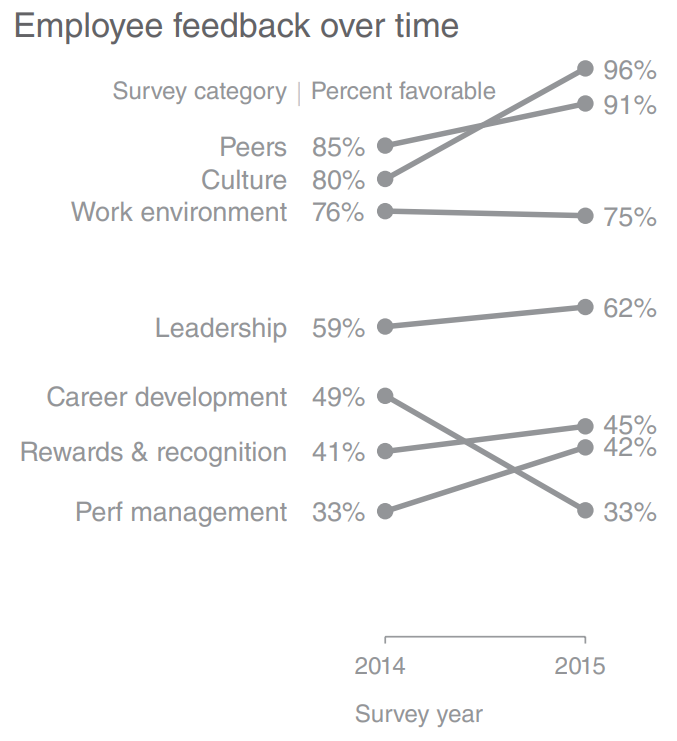 Employee feedback over time
96%
Survey category | Percent favorable
91%
Peers 85%
Culture 80%
Work environment 76% 75%
Leadership 59% 62%
Career development 49%
45%
Rewards & recognition 41% 42%
Perf management 33% 33%
2014 2015
Survey year